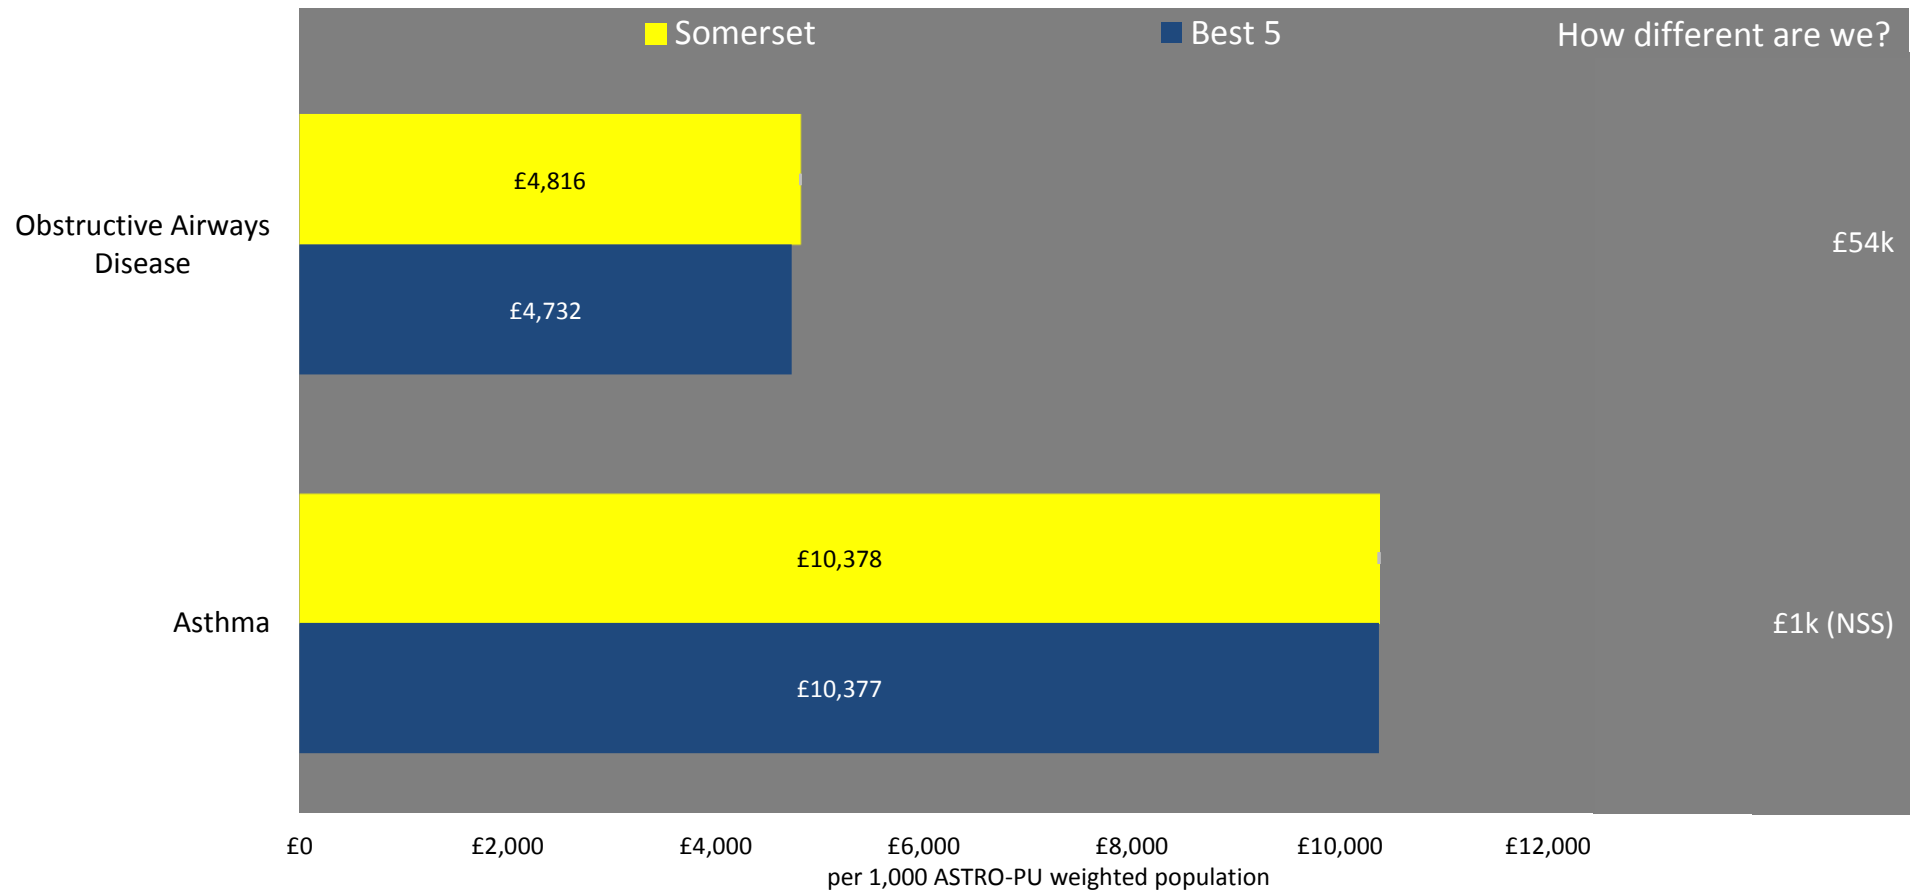 Somerset
Best 5
How different are we?
£4,816
Obstructive Airways
Disease
£54k
£4,732
£10,378
Asthma
£1k (NSS)
£10,377
£0
£2,000
£4,000
£6,000
£8,000
£10,000
£12,000
per 1,000 ASTRO-PU weighted population